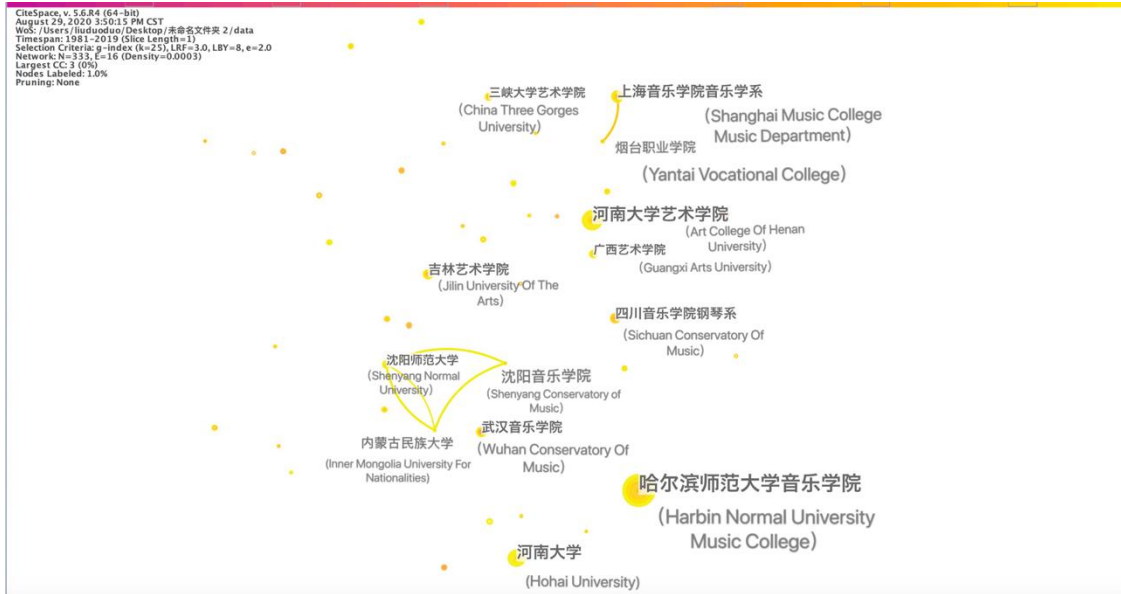 CiteSpace, v. 5.6.R4 (64-bit)
August 29, 2020 3:50:15 PM CST
WoS: /Users/liuduoduo/Desktop/未命名文件夹 2/data
Timespan: 1981-2019 (Slice Length=1)
Selection Criteria: g-index (k=25), LRF=3.0, LBY=8, e=2.0
Network: N=333, E=16 (Density=0.0003)
Largest CC: 3 (0%)
Nodes Labeled: 1.0%
Pruning: None
三峡大学艺术学院
(China Three Gorges
University)
上海音乐学院音乐学系
(Shanghai Music College
Music Department)
烟台职业学院
(Yantai Vocational College)
河南大学艺术学院
(Art College Of Henan
University)
广西艺术学院
(Guangxi Arts University)
吉林艺术学院
(Jilin University Of The
Arts)
四川音乐学院钢琴系
(Sichuan Conservatory Of
Music)
沈阳师范大学
(Shenyang Normal
University)
沈阳音乐学院
(Shenyang Conservatory of
Music)
内蒙古民族大学
(Inner Mongolia University For
Nationalities)
武汉音乐学院
(Wuhan Conservatory Of
Music)
哈尔滨师范大学音乐学院
(Harbin Normal University
Music College)
河南大学
(Hohai University)